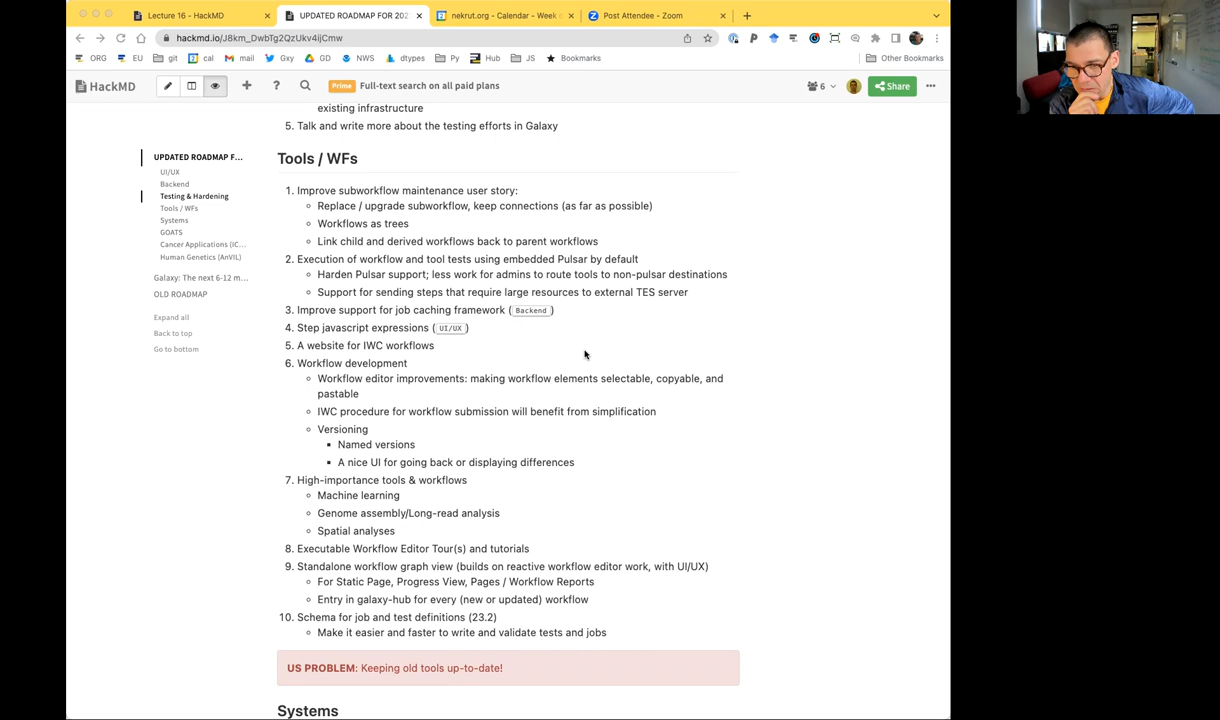 Lecture 16 - HackMD
UPDATED ROADMAP FOR 202
nekrut.org - Calendar - Week
Post Attendee - Zoom
hackmd.io/J8km_DwbTg2QzUkv4ijCmw
ORG
EU
git
cal
mail
Gxy
GD
NWS
dtypes
Py
Hub
JS
Bookmarks
Other Bookmarks
HackMD
Prime Full-text search on all paid plans
6
Share
existing infrastructure
5. Talk and write more about the testing efforts in Galaxy
UPDATED ROADMAP F...
UI/UX
Backend
Testing & Hardening
Tools / WFs
Systems
GOATS
Cancer Applications (IC...
Human Genetics (AnVIL)
Galaxy: The next 6-12 m...
OLD ROADMAP
Expand all
Back to top
Go to bottom
Tools / WFs
1. Improve subworkflow maintenance user story:
Replace / upgrade subworkflow, keep connections (as far as possible)
Workflows as trees
Link child and derived workflows back to parent workflows
2. Execution of workflow and tool tests using embedded Pulsar by default
Harden Pulsar support; less work for admins to route tools to non-pulsar destinations
Support for sending steps that require large resources to external TES server
3. Improve support for job caching framework ( Backend )
4. Step javascript expressions ( UI/UX )
5. A website for IWC workflows
6. Workflow development
Workflow editor improvements: making workflow elements selectable, copyable, and
pastable
IWC procedure for workflow submission will benefit from simplification
Versioning
Named versions
A nice UI for going back or displaying differences
7. High-importance tools & workflows
Machine learning
Genome assembly/Long-read analysis
Spatial analyses
8. Executable Workflow Editor Tour(s) and tutorials
9. Standalone workflow graph view (builds on reactive workflow editor work, with UI/UX)
For Static Page, Progress View, Pages / Workflow Reports
Entry in galaxy-hub for every (new or updated) workflow
10. Schema for job and test definitions (23.2)
Make it easier and faster to write and validate tests and jobs
US PROBLEM: Keeping old tools up-to-date!
Systems